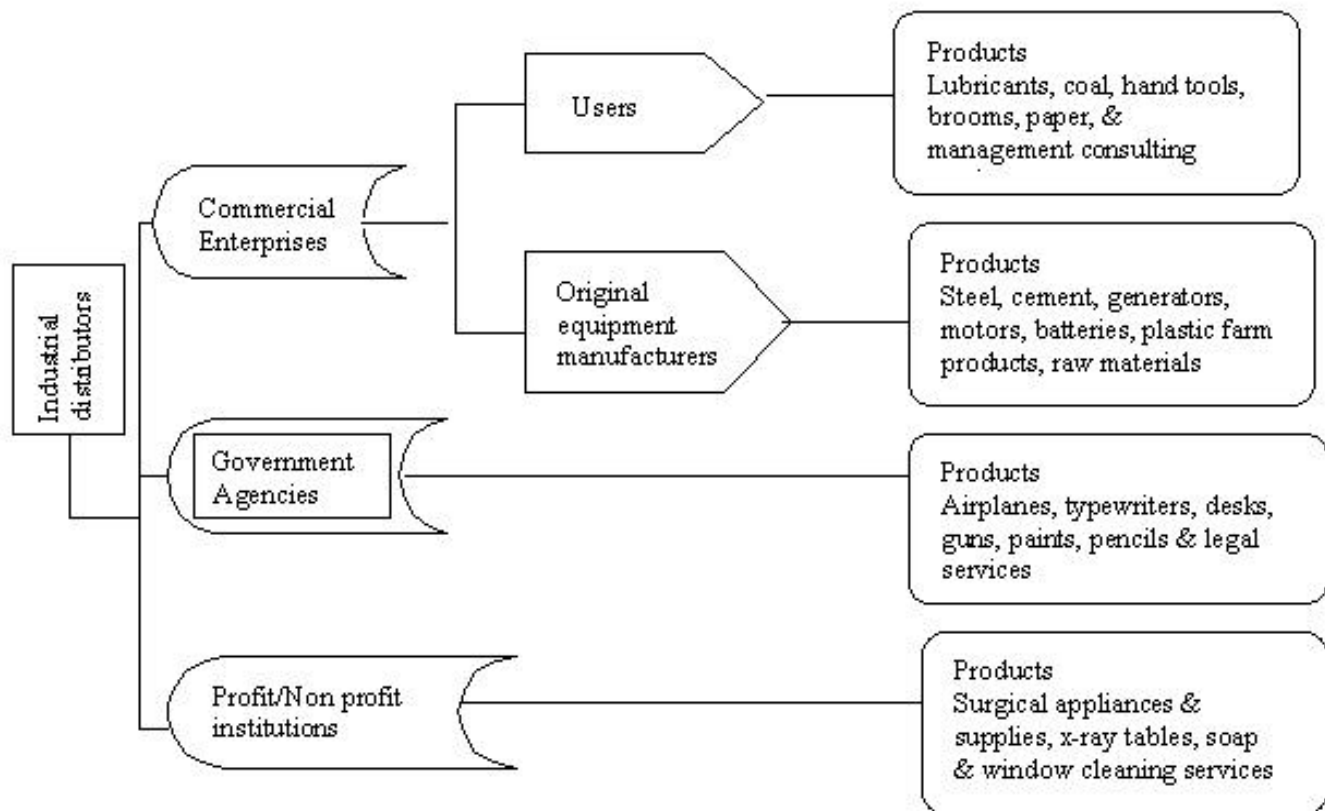 Industrial
distributors
Commercial
Enterprises
Users
Products
Lubricants, coal, hand tools,
brooms, paper, &
management consulting
Original
equipment
manufacturers
Products
Steel, cement, generators,
motors, batteries, plastic farm
products, raw materials
Government
Agencies
Products
Airplanes, typewriters, desks,
guns, paints, pencils & legal
services
Profit/Non profit
institutions
Products
Surgical appliances &
supplies, x-ray tables, soap
& window cleaning services